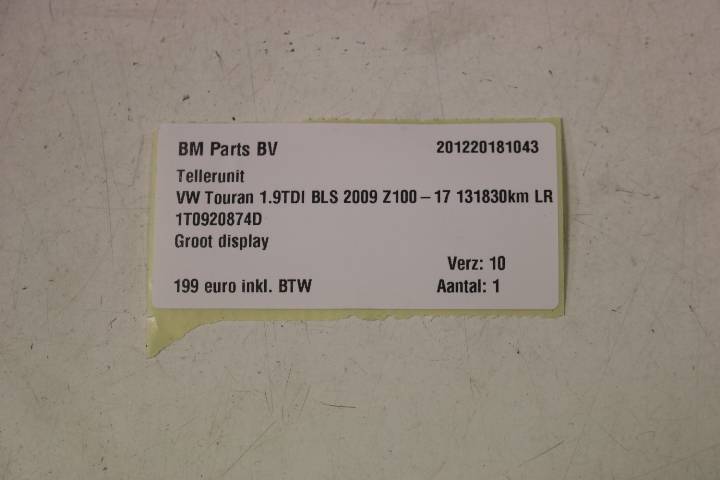 BM Parts BV 201220181043
Tellerunit
VW Touran 1.9TDI BLS 2009 Z100 – 17 131830km LR
1T0920874D
Groot display
Verz: 10
199 euro inkl. BTW Aantal: 1